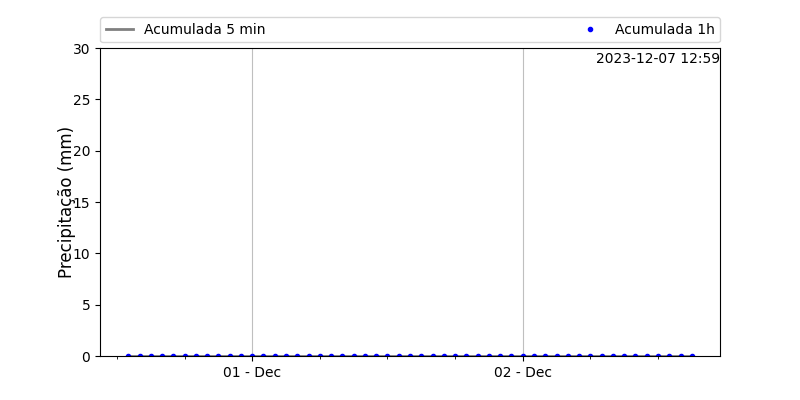 Acumulada 5 min
Acumulada 1h
2023-12-07 12:59
Precipitação (mm)
30
25
20
15
10
5
0
01 - Dec
02 - Dec